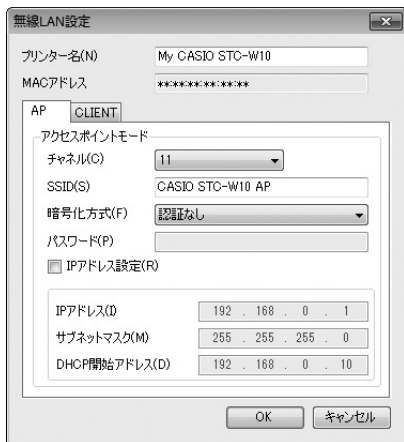 無線LAN設定
プリンター名(N) My CASIO STC-W10
MACアドレス **:**:**:**:**:**
AP CLIENT
アクセスポイントモード
チャネル(C) 11
SSID(S) CASIO STC-W10 AP
暗号化方式(F) 認証なし
パスワード(P)
IPアドレス設定(R)
IPアドレス(I) 192 . 168 . 0 . 1
サブネットマスク(M) 255 . 255 . 255 . 0
DHCP開始アドレス(D) 192 . 168 . 0 . 10
OK キャンセル